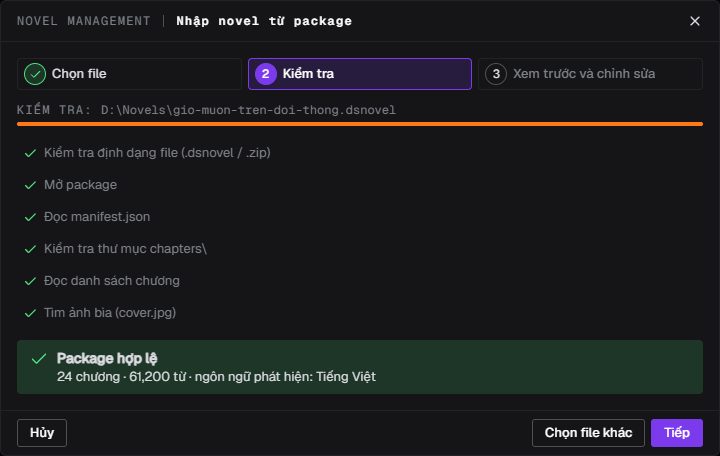 NOVEL MANAGEMENT | Nhập novel từ package
Chọn file
2 Kiểm tra
3 Xem trước và chỉnh sửa
KIỂM TRA: D:\Novels\gio-muon-tren-doi-thong.dsnovel
Kiểm tra định dạng file (.dsnovel / .zip)
Mở package
Đọc manifest.json
Kiểm tra thư mục chapters\
Đọc danh sách chương
Tìm ảnh bìa (cover.jpg)
Package hợp lệ
24 chương · 61,200 từ · ngôn ngữ phát hiện: Tiếng Việt
Hủy
Chọn file khác
Tiếp